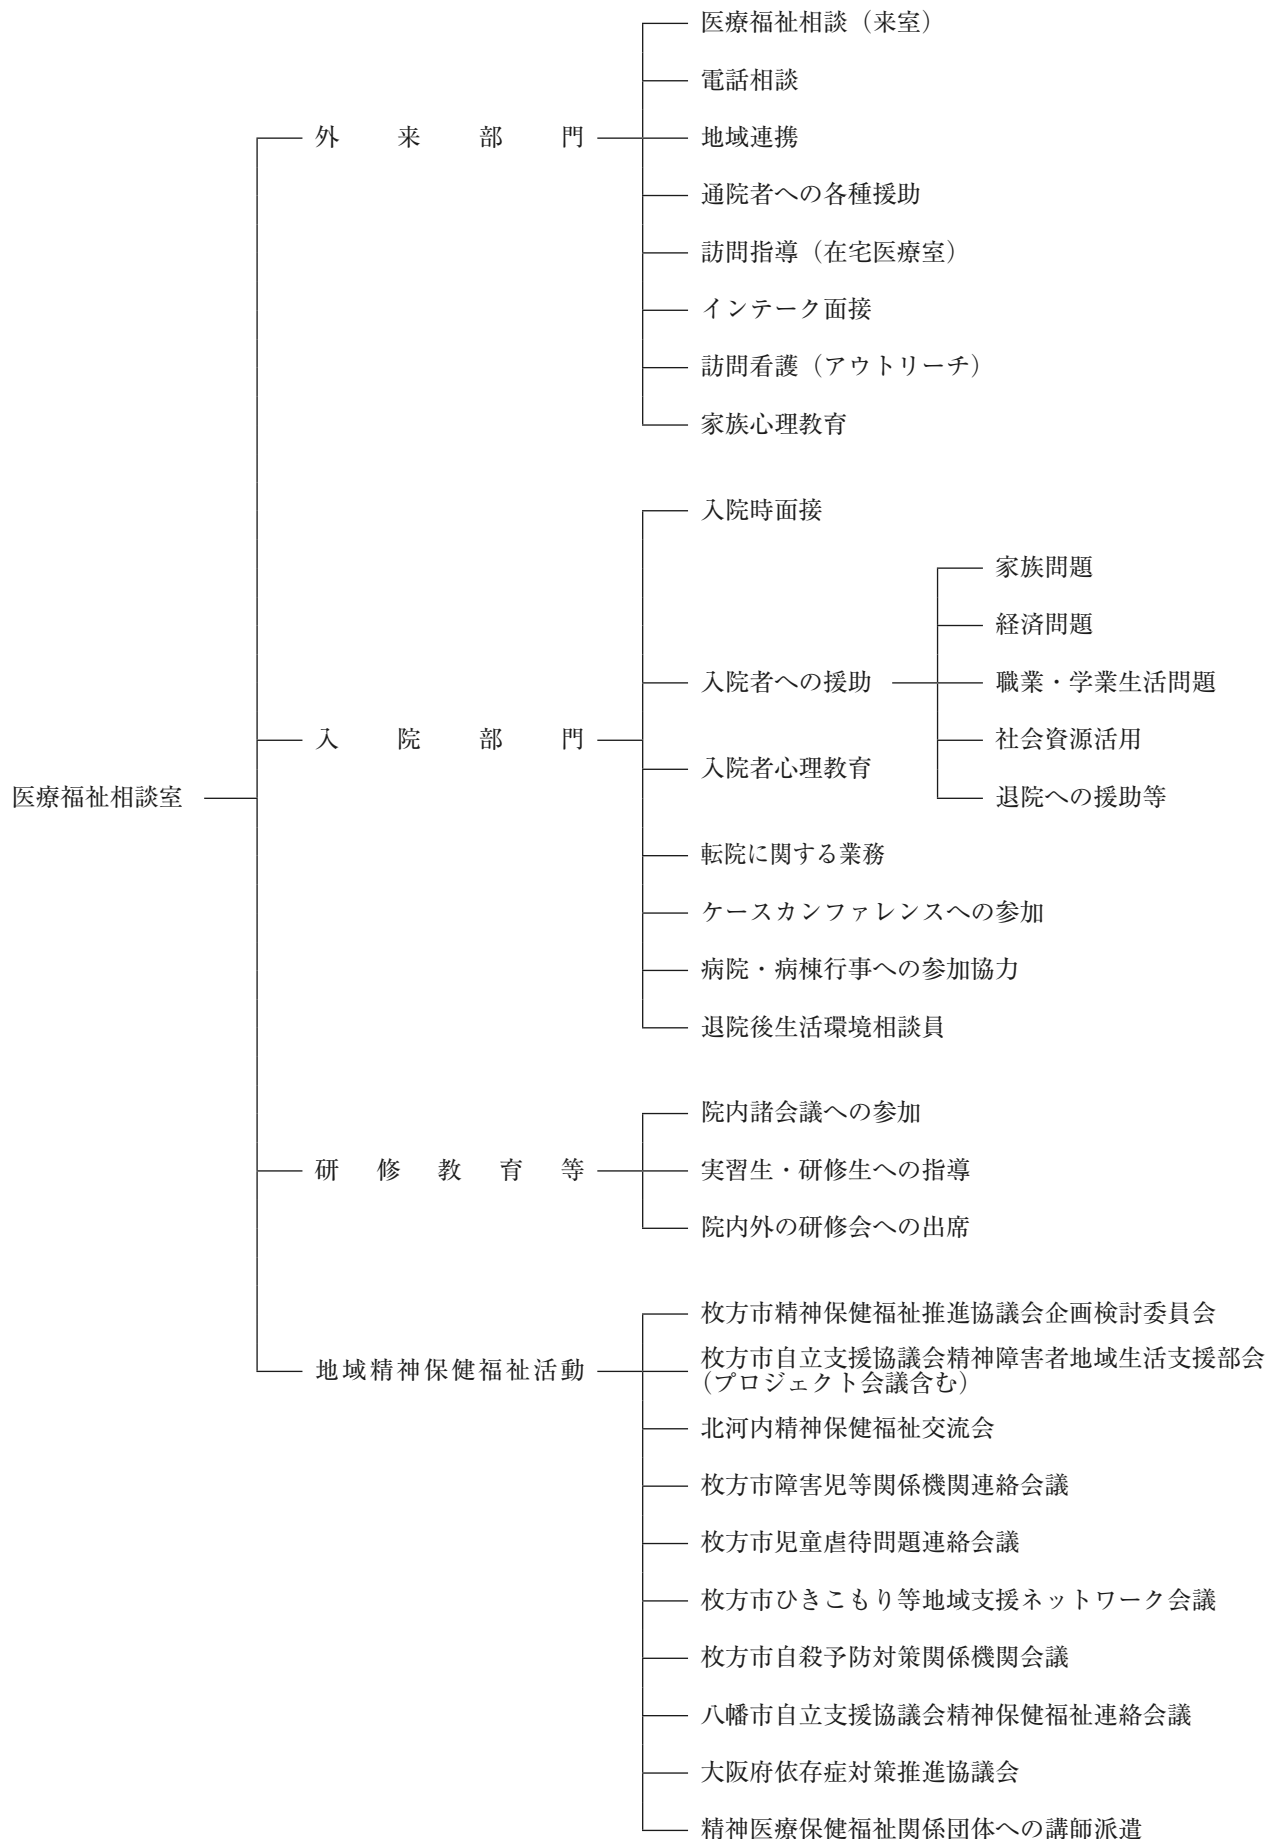 医療福祉相談室
外来部門
医療福祉相談（来室）
電話相談
地域連携
通院者への各種援助
訪問指導（在宅医療室）
インテーク面接
訪問看護（アウトリーチ）
家族心理教育
入院部門
入院時面接
入院者への援助
家族問題
経済問題
職業・学業生活問題
社会資源活用
退院への援助等
入院者心理教育
転院に関する業務
ケースカンファレンスへの参加
病院・病棟行事への参加協力
退院後生活環境相談員
研修教育等
院内諸会議への参加
実習生・研修生への指導
院内外の研修会への出席
地域精神保健福祉活動
枚方市精神保健福祉推進協議会企画検討委員会
枚方市自立支援協議会精神障害者地域生活支援部会
（プロジェクト会議含む）
北河内精神保健福祉交流会
枚方市障害児等関係機関連絡会議
枚方市児童虐待問題連絡会議
枚方市ひきこもり等地域支援ネットワーク会議
枚方市自殺予防対策関係機関会議
八幡市自立支援協議会精神保健福祉連絡会議
大阪府依存症対策推進協議会
精神医療保健福祉関係団体への講師派遣